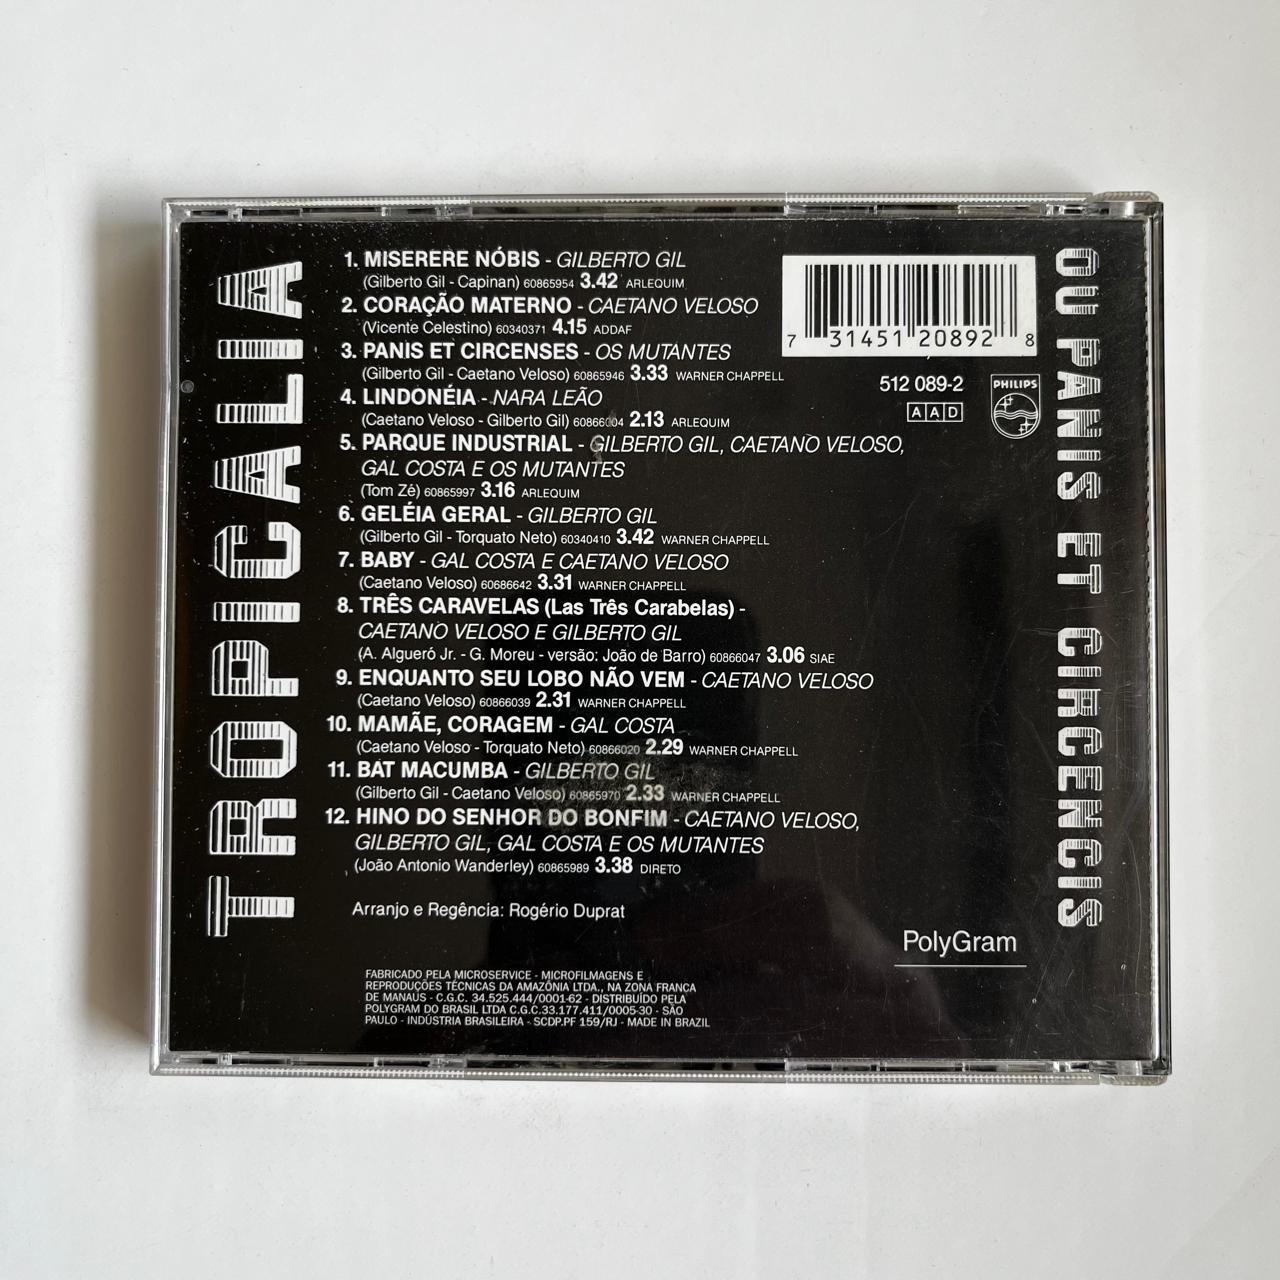 TROPICALIA
1. MISERERE NÓBIS - GILBERTO GIL
(Gilberto Gil - Capinan) 60865954 3.42 ARLEQUIM
2. CORAÇÃO MATERNO - CAETANO VELOSO
(Vicente Celestino) 60340371 4.15 ADDAF
3. PANIS ET CIRCENSES - OS MUTANTES
(Gilberto Gil - Caetano Veloso) 60865946 3.33 WARNER CHAPPELL
4. LINDONÉIA - NARA LEÃO
(Caetano Veloso - Gilberto Gil) 60866004 2.13 ARLEQUIM
5. PARQUE INDUSTRIAL - GILBERTO GIL, CAETANO VELOSO,
GAL COSTA E OS MUTANTES
(Tom Zé) 60865997 3.16 ARLEQUIM
6. GELÉIA GERAL - GILBERTO GIL
(Gilberto Gil - Torquato Neto) 60340410 3.42 WARNER CHAPPELL
7. BABY - GAL COSTA E CAETANO VELOSO
(Caetano Veloso) 60686642 3.31 WARNER CHAPPELL
8. TRÊS CARAVELAS (Las Três Carabelas) -
CAETANO VELOSO E GILBERTO GIL
(A. Algueró Jr. - G. Moreu - versão: João de Barro) 60866047 3.06 SIAE
9. ENQUANTO SEU LOBO NÃO VEM - CAETANO VELOSO
(Caetano Veloso) 60866039 2.31 WARNER CHAPPELL
10. MAMÃE, CORAGEM - GAL COSTA
(Caetano Veloso - Torquato Neto) 60866020 2.29 WARNER CHAPPELL
11. BAT MACUMBA - GILBERTO GIL
(Gilberto Gil - Caetano Veloso) 60865970 2.33 WARNER CHAPPELL
12. HINO DO SENHOR DO BONFIM - CAETANO VELOSO,
GILBERTO GIL, GAL COSTA E OS MUTANTES
(João Antonio Wanderley) 60865989 3.38 DIRETO
Arranjo e Regência: Rogério Duprat
FABRICADO PELA MICROSERVICE - MICROFILMAGENS E
REPRODUÇÕES TÉCNICAS DA AMAZÔNIA LTDA., NA ZONA FRANCA
DE MANAUS - C.G.C. 34.525.444/0001-62 - DISTRIBUÍDO PELA
POLYGRAM DO BRASIL LTDA C.G.C.33.177.411/0005-30 - SÃO
PAULO - INDÚSTRIA BRASILEIRA - SCDP.PF 159/RJ - MADE IN BRAZIL
7 31451 20892 8
512 089-2
PHILIPS
AAD
PolyGram
OU PANIS ET CIRCENCIS